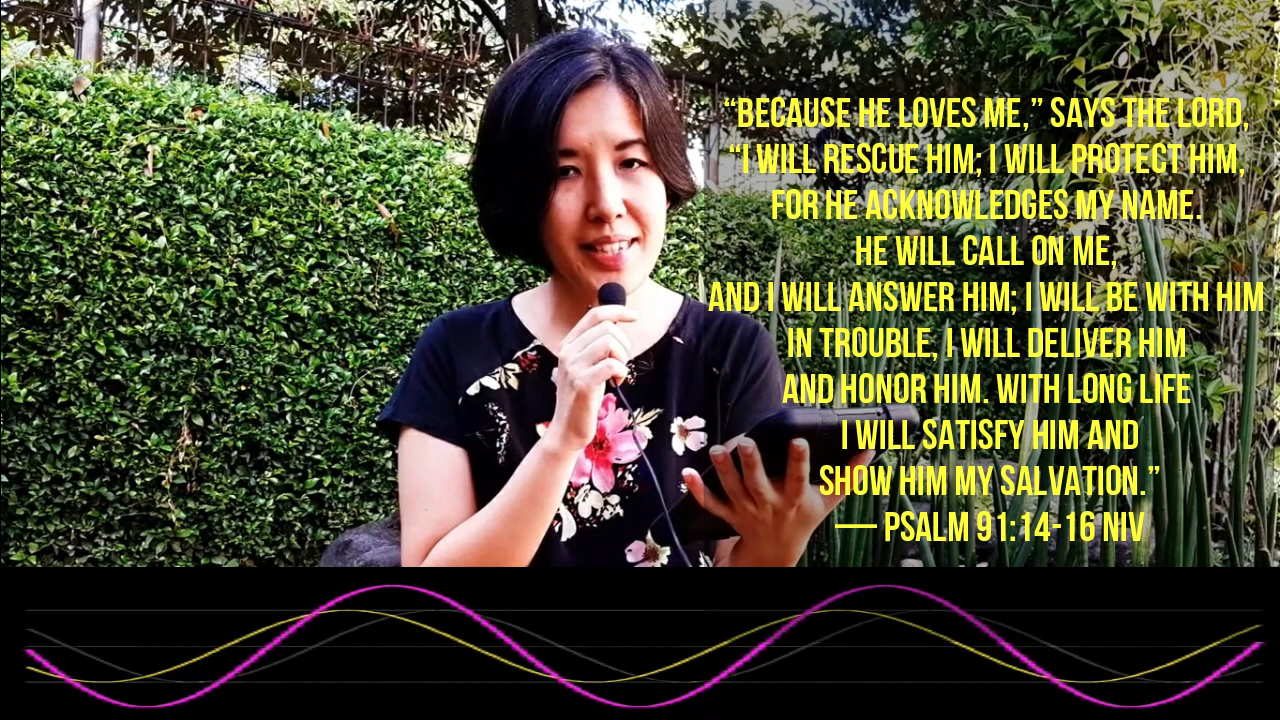 “BECAUSE HE LOVES ME,” SAYS THE LORD,
“I WILL RESCUE HIM; I WILL PROTECT HIM,
FOR HE ACKNOWLEDGES MY NAME.
HE WILL CALL ON ME,
AND I WILL ANSWER HIM; I WILL BE WITH HIM
IN TROUBLE, I WILL DELIVER HIM
AND HONOR HIM. WITH LONG LIFE
I WILL SATISFY HIM AND
SHOW HIM MY SALVATION.”
— PSALM 91:14-16 NIV